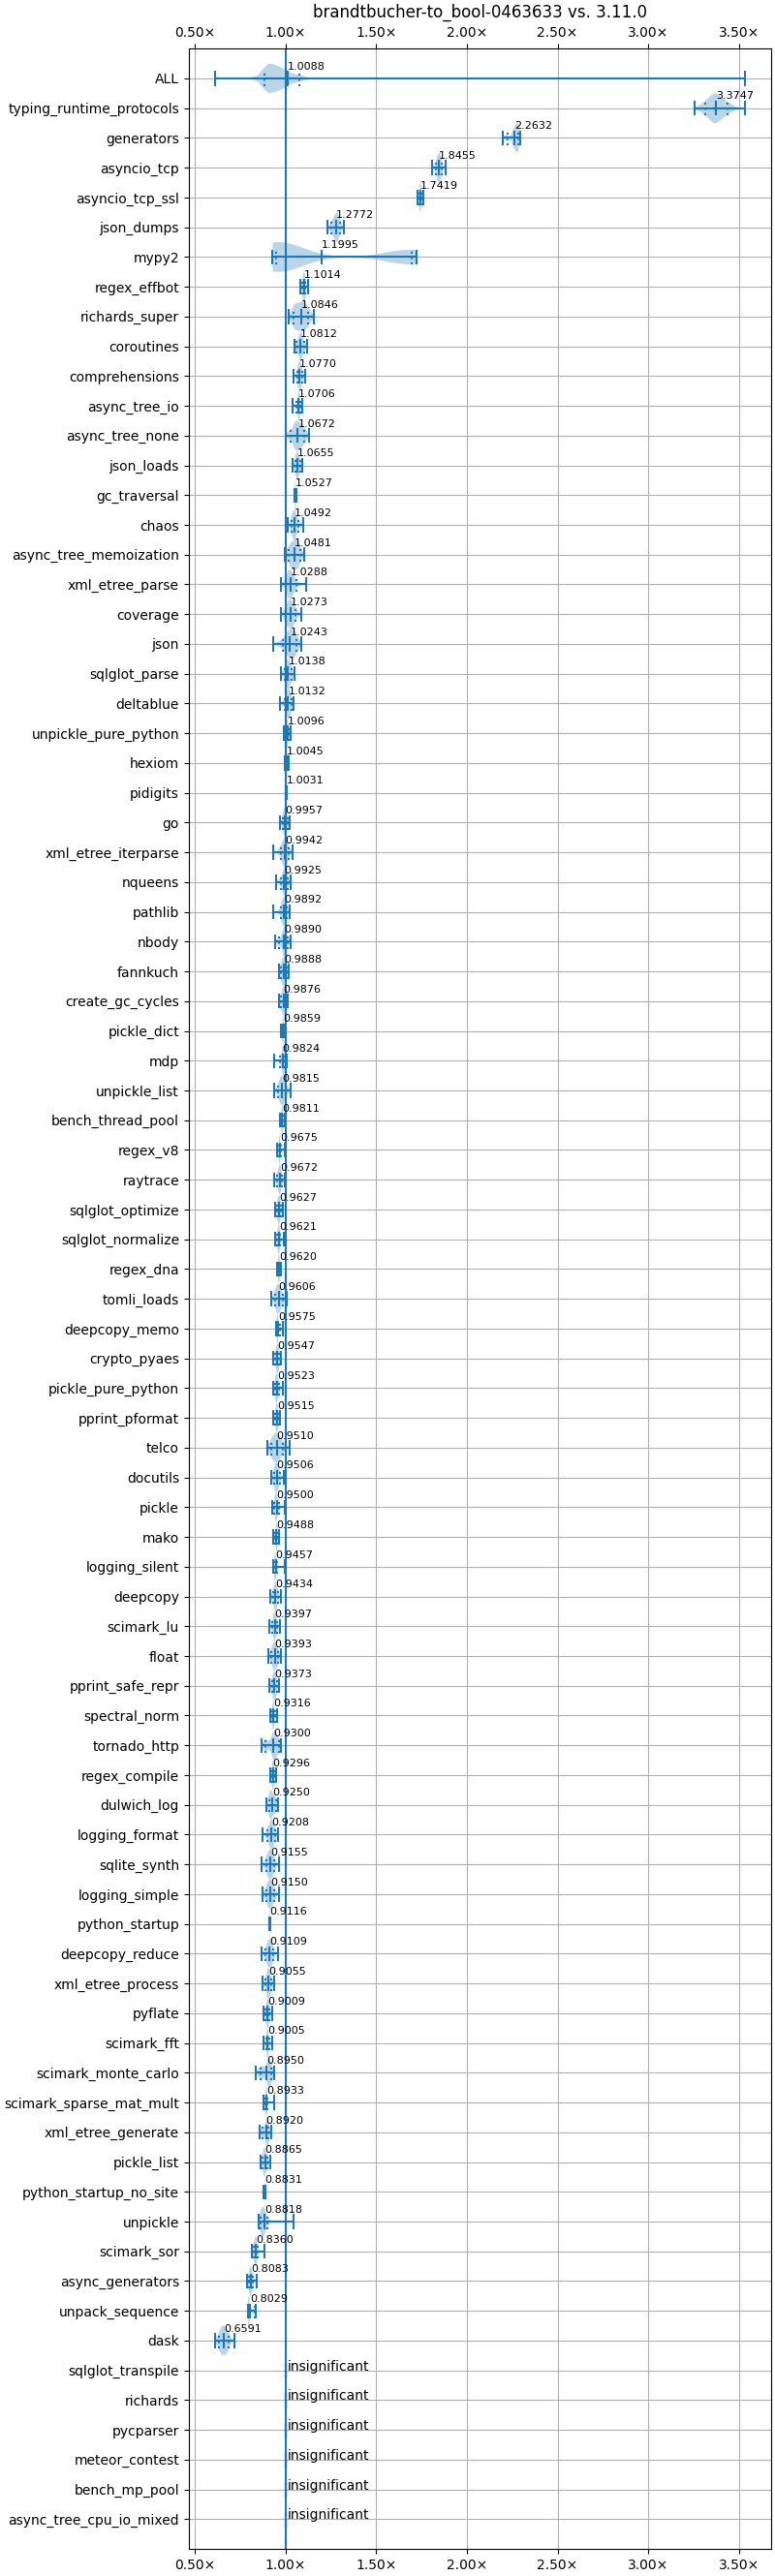 brandtbucher-to_bool-0463633 vs. 3.11.0
0.50× 1.00× 1.50× 2.00× 2.50× 3.00× 3.50×
ALL 1.0088
typing_runtime_protocols 3.3747
generators 2.2632
asyncio_tcp 1.8455
asyncio_tcp_ssl 1.7419
json_dumps 1.2772
mypy2 1.1995
regex_effbot 1.1014
richards_super 1.0846
coroutines 1.0812
comprehensions 1.0770
async_tree_io 1.0706
async_tree_none 1.0672
json_loads 1.0655
gc_traversal 1.0527
chaos 1.0492
async_tree_memoization 1.0481
xml_etree_parse 1.0288
coverage 1.0273
json 1.0243
sqlglot_parse 1.0138
deltablue 1.0132
unpickle_pure_python 1.0096
hexiom 1.0045
pidigits 1.0031
go 0.9957
xml_etree_iterparse 0.9942
nqueens 0.9925
pathlib 0.9892
nbody 0.9890
fannkuch 0.9888
create_gc_cycles 0.9876
pickle_dict 0.9859
mdp 0.9824
unpickle_list 0.9815
bench_thread_pool 0.9811
regex_v8 0.9675
raytrace 0.9672
sqlglot_optimize 0.9627
sqlglot_normalize 0.9621
regex_dna 0.9620
tomli_loads 0.9606
deepcopy_memo 0.9575
crypto_pyaes 0.9547
pickle_pure_python 0.9523
pprint_pformat 0.9515
telco 0.9510
docutils 0.9506
pickle 0.9500
mako 0.9488
logging_silent 0.9457
deepcopy 0.9434
scimark_lu 0.9397
float 0.9393
pprint_safe_repr 0.9373
spectral_norm 0.9316
tornado_http 0.9300
regex_compile 0.9296
dulwich_log 0.9250
logging_format 0.9208
sqlite_synth 0.9155
logging_simple 0.9150
python_startup 0.9116
deepcopy_reduce 0.9109
xml_etree_process 0.9055
pyflate 0.9009
scimark_fft 0.9005
scimark_monte_carlo 0.8950
scimark_sparse_mat_mult 0.8933
xml_etree_generate 0.8920
pickle_list 0.8865
python_startup_no_site 0.8831
unpickle 0.8818
scimark_sor 0.8360
async_generators 0.8083
unpack_sequence 0.8029
dask 0.6591
sqlglot_transpile insignificant
richards insignificant
pycparser insignificant
meteor_contest insignificant
bench_mp_pool insignificant
async_tree_cpu_io_mixed insignificant
0.50× 1.00× 1.50× 2.00× 2.50× 3.00× 3.50×